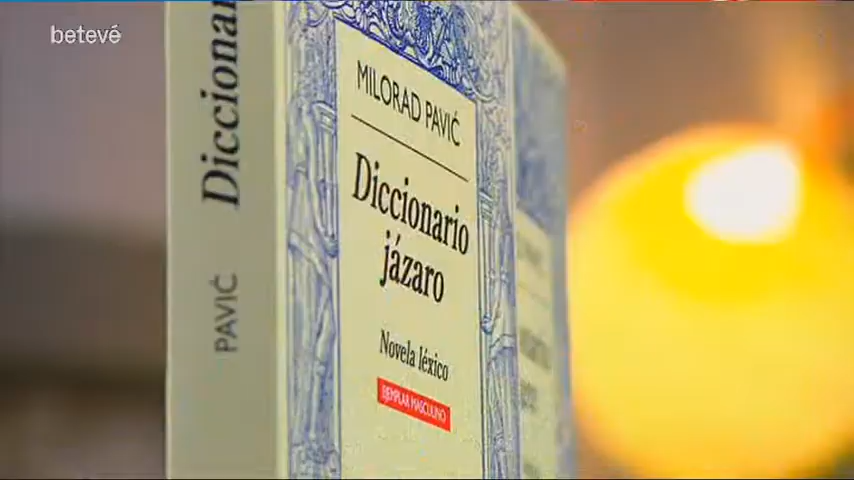 betevé
Diccionar
PAVIĆ
MILORAD PAVIĆ
Diccionario
jázaro
Novela léxico
EJEMPLAR MASCULINO